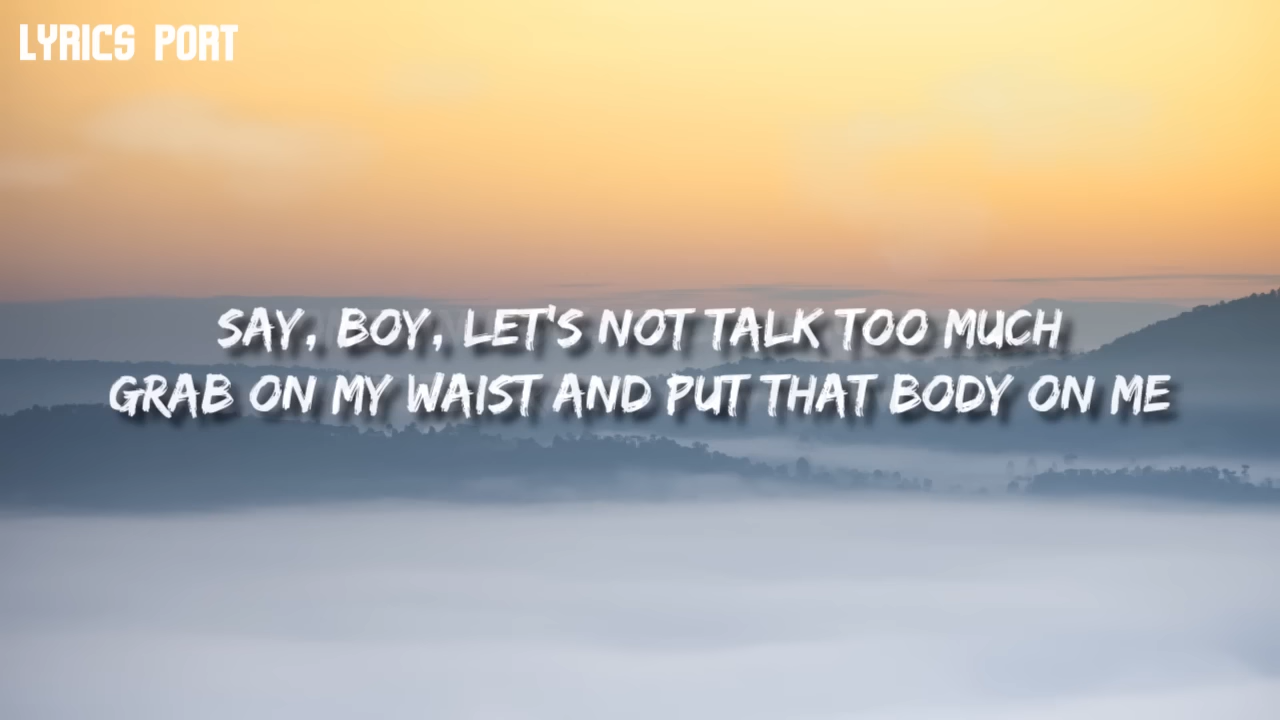 LYRICS PORT
SAY, BOY, LET'S NOT TALK TOO MUCH
GRAB ON MY WAIST AND PUT THAT BODY ON ME